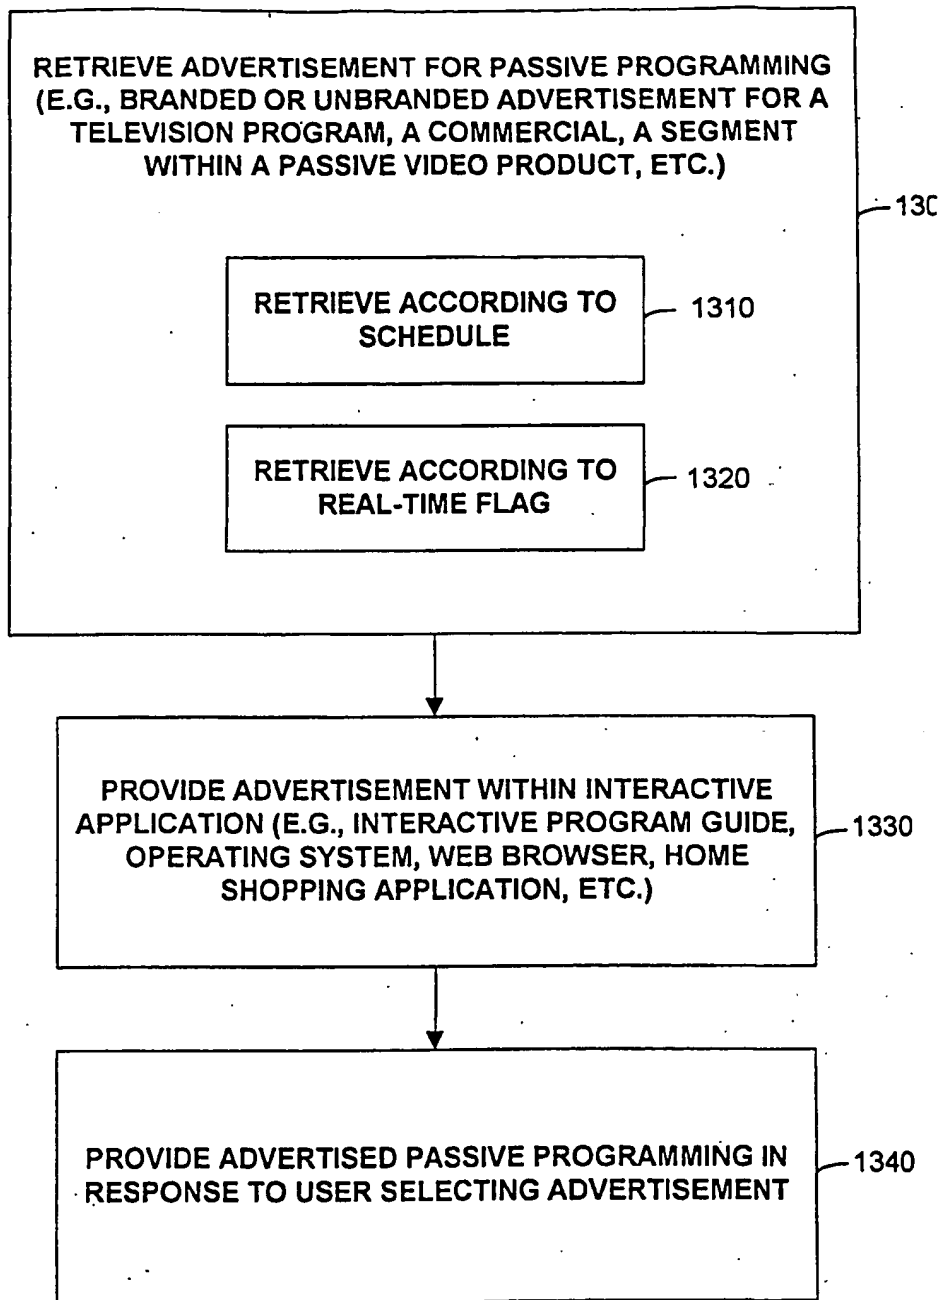 RETRIEVE ADVERTISEMENT FOR PASSIVE PROGRAMMING
(E.G., BRANDED OR UNBRANDED ADVERTISEMENT FOR A
TELEVISION PROGRAM, A COMMERCIAL, A SEGMENT
WITHIN A PASSIVE VIDEO PRODUCT, ETC.)
RETRIEVE ACCORDING TO
SCHEDULE
1310
RETRIEVE ACCORDING TO
REAL-TIME FLAG
1320
PROVIDE ADVERTISEMENT WITHIN INTERACTIVE
APPLICATION (E.G., INTERACTIVE PROGRAM GUIDE,
OPERATING SYSTEM, WEB BROWSER, HOME
SHOPPING APPLICATION, ETC.)
1330
PROVIDE ADVERTISED PASSIVE PROGRAMMING IN
RESPONSE TO USER SELECTING ADVERTISEMENT
1340